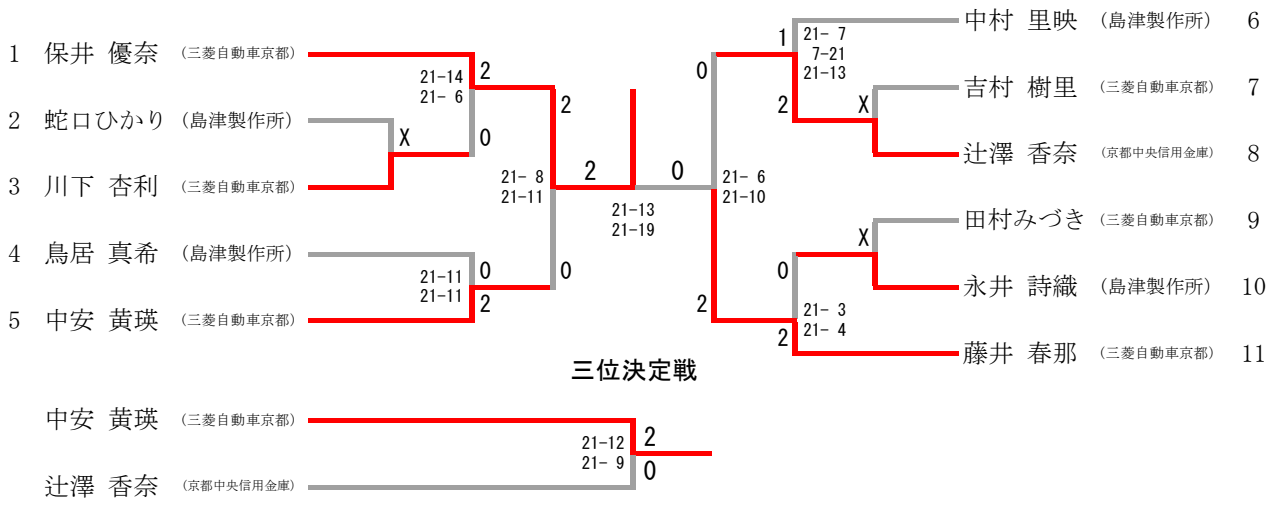 1 保井 優奈 (三菱自動車京都)
21-14
21- 6
2
0
2 蛇口ひかり (島津製作所)
X
3 川下 杏利 (三菱自動車京都)
4 鳥居 真希 (島津製作所)
21-11
21-11
0
2
5 中安 黄瑛 (三菱自動車京都)
2
21- 8
21-11
0
2
21-13
21-19
0
0
21- 6
21-10
2
中村 里映 (島津製作所) 6
1
21- 7
7-21
21-13
2
吉村 樹里 (三菱自動車京都) 7
X
辻澤 香奈 (京都中央信用金庫) 8
田村みづき (三菱自動車京都) 9
X
永井 詩織 (島津製作所) 10
0
21- 3
21- 4
2
藤井 春那 (三菱自動車京都) 11
三位決定戦
中安 黄瑛 (三菱自動車京都)
21-12
21- 9
2
0
辻澤 香奈 (京都中央信用金庫)